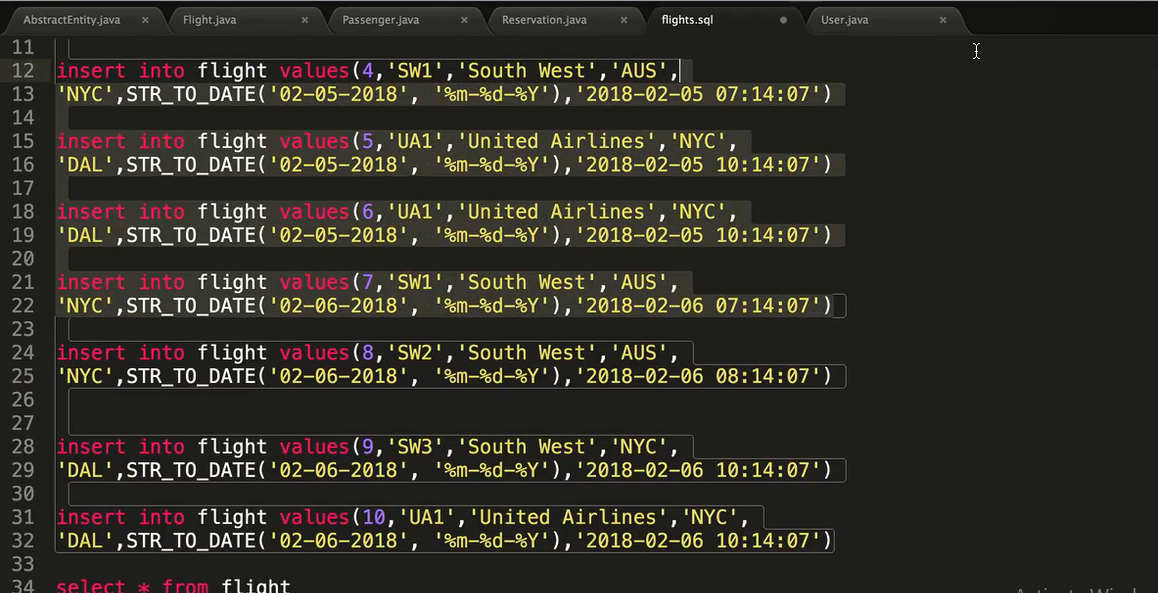 AbstractEntity.java × Flight.java × Passenger.java × Reservation.java × flights.sql User.java ×
11
12 insert into flight values(4,'SW1','South West','AUS',
13 'NYC',STR_TO_DATE('02-05-2018', '%m-%d-%Y'),'2018-02-05 07:14:07')
14
15 insert into flight values(5,'UA1','United Airlines','NYC',
16 'DAL',STR_TO_DATE('02-05-2018', '%m-%d-%Y'),'2018-02-05 10:14:07')
17
18 insert into flight values(6,'UA1','United Airlines','NYC',
19 'DAL',STR_TO_DATE('02-05-2018', '%m-%d-%Y'),'2018-02-05 10:14:07')
20
21 insert into flight values(7,'SW1','South West','AUS',
22 'NYC',STR_TO_DATE('02-06-2018', '%m-%d-%Y'),'2018-02-06 07:14:07')
23
24 insert into flight values(8,'SW2','South West','AUS',
25 'NYC',STR_TO_DATE('02-06-2018', '%m-%d-%Y'),'2018-02-06 08:14:07')
26
27
28 insert into flight values(9,'SW3','South West','NYC',
29 'DAL',STR_TO_DATE('02-06-2018', '%m-%d-%Y'),'2018-02-06 10:14:07')
30
31 insert into flight values(10,'UA1','United Airlines','NYC',
32 'DAL',STR_TO_DATE('02-06-2018', '%m-%d-%Y'),'2018-02-06 10:14:07')
33
34 select * from flight